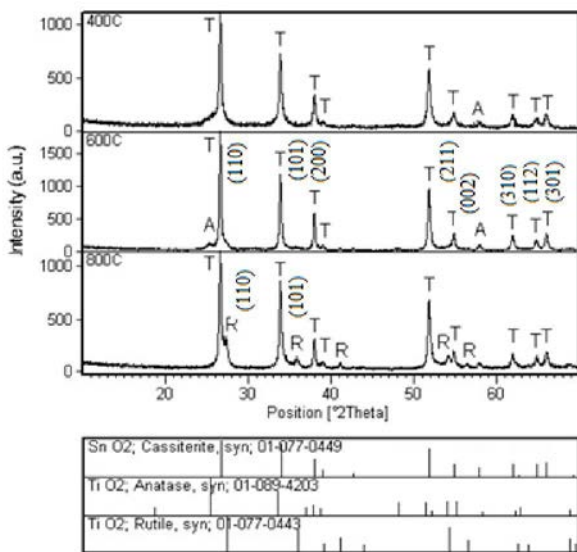 Intensity (a.u.)
400C
1000
500
0
T T T T T T A T T T
600C
1500
1000
500
0
A T (110) T (101) T (200) T T (211) T (002) A T (310) T (112) T (301)
800C
1000
500
0
T R (110) T (101) R T T R T R T R T T T
20 30 40 50 60
Position [°2Theta]
Sn O2; Cassiterite, syn; 01-077-0449
Ti O2; Anatase, syn; 01-089-4203
Ti O2; Rutile, syn; 01-077-0443